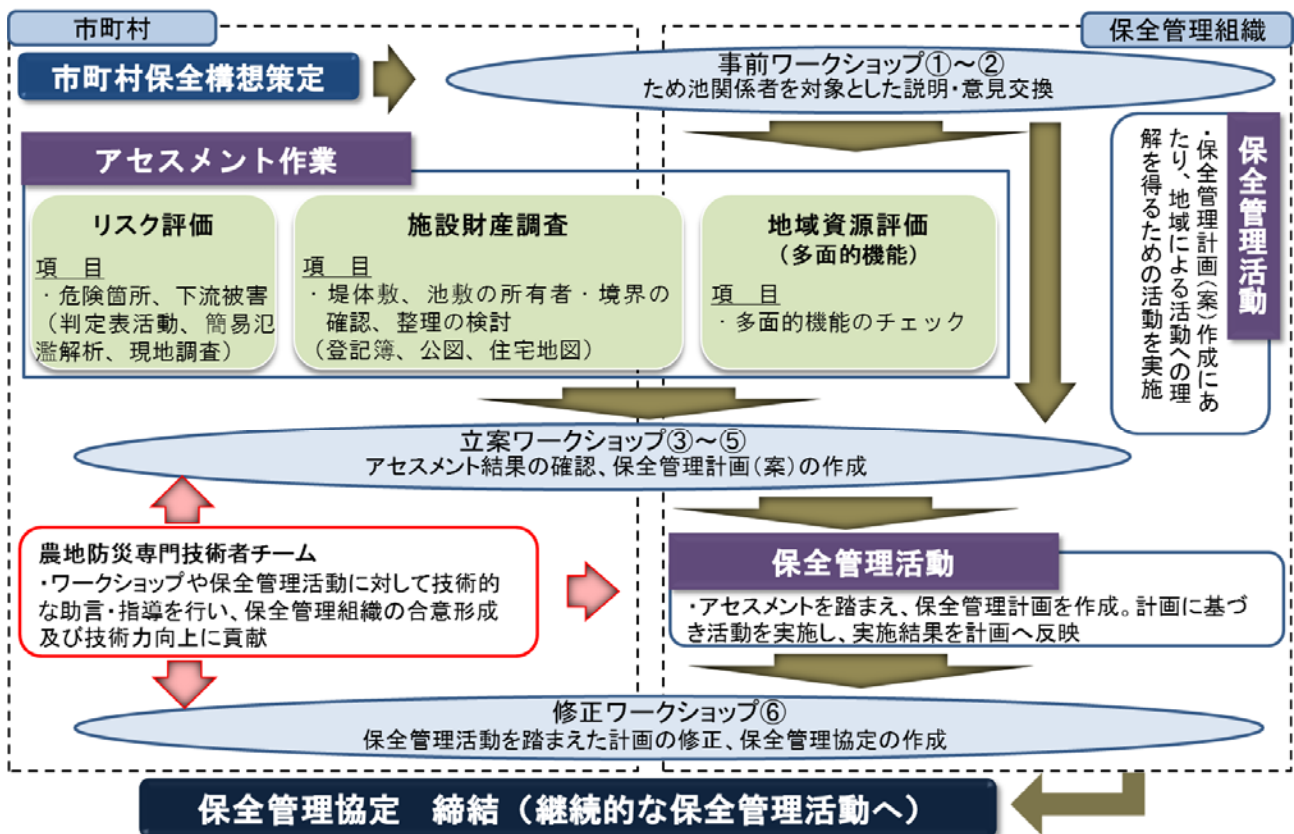 市町村
保全管理組織
市町村保全構想策定
事前ワークショップ①～②
ため池関係者を対象とした説明・意見交換
保全管理活動
・保全管理計画(案)作成にあ
たり、地域による活動への理
解を得るための活動を実施
アセスメント作業
リスク評価
項　目
・危険箇所、下流被害
（判定表活動、簡易氾
濫解析、現地調査）
施設財産調査
項　目
・堤体敷、池敷の所有者・境界の
確認、整理の検討
（登記簿、公図、住宅地図）
地域資源評価
（多面的機能）
項　目
・多面的機能のチェック
立案ワークショップ③～⑤
アセスメント結果の確認、保全管理計画(案)の作成
農地防災専門技術者チーム
・ワークショップや保全管理活動に対して技術的
な助言・指導を行い、保全管理組織の合意形成
及び技術力向上に貢献
保全管理活動
・アセスメントを踏まえ、保全管理計画を作成。計画に基づ
き活動を実施し、実施結果を計画へ反映
修正ワークショップ⑥
保全管理活動を踏まえた計画の修正、保全管理協定の作成
保全管理協定　締結（継続的な保全管理活動へ）